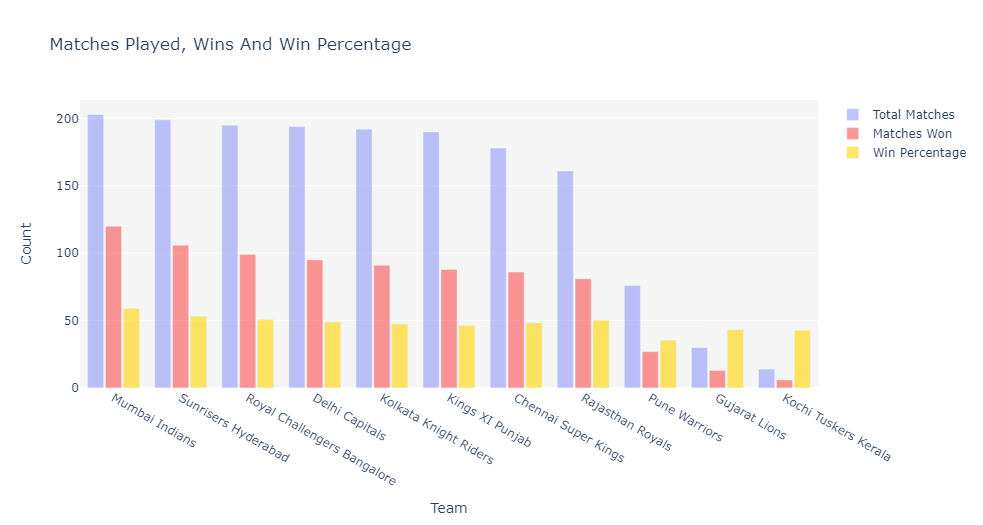 Matches Played, Wins And Win Percentage
Total Matches
Matches Won
Win Percentage
200
150
100
50
0
Count
Mumbai Indians
Sunrisers Hyderabad
Royal Challengers Bangalore
Delhi Capitals
Kolkata Knight Riders
Kings XI Punjab
Chennai Super Kings
Rajasthan Royals
Pune Warriors
Gujarat Lions
Kochi Tuskers Kerala
Team